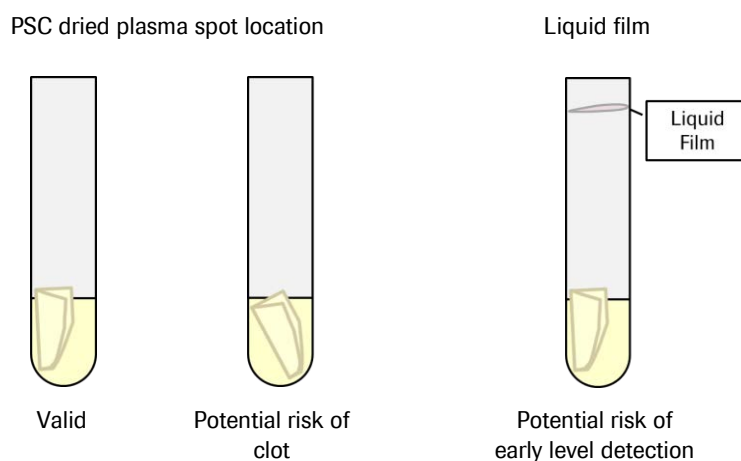 PSC dried plasma spot location
Liquid film
Liquid
Film
Valid
Potential risk of
clot
Potential risk of
early level detection